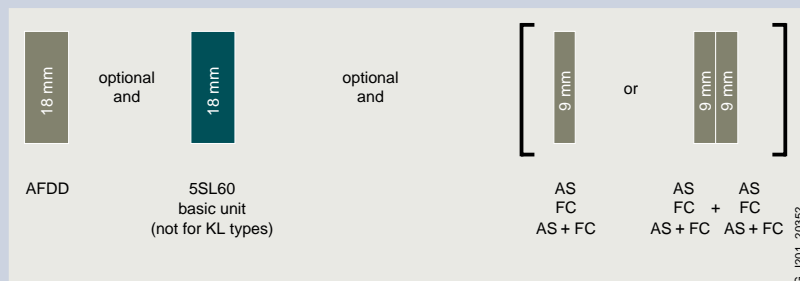 18 mm
optional
and
18 mm
optional
and
9 mm
or
9 mm
9 mm
AFDD
5SL60
basic unit
(not for KL types)
AS
FC
AS + FC
AS AS
FC + FC
AS + FC AS + FC
I201_20352